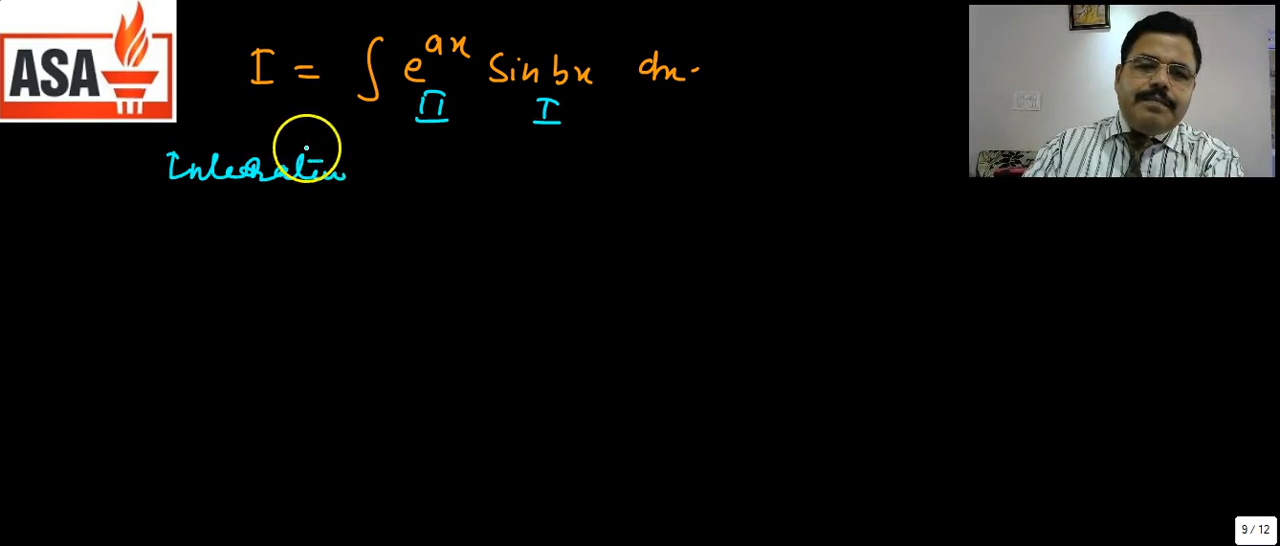 ASA
I = ∫ e^{ax} Sin bx dx.
II I
Integration
9 / 12